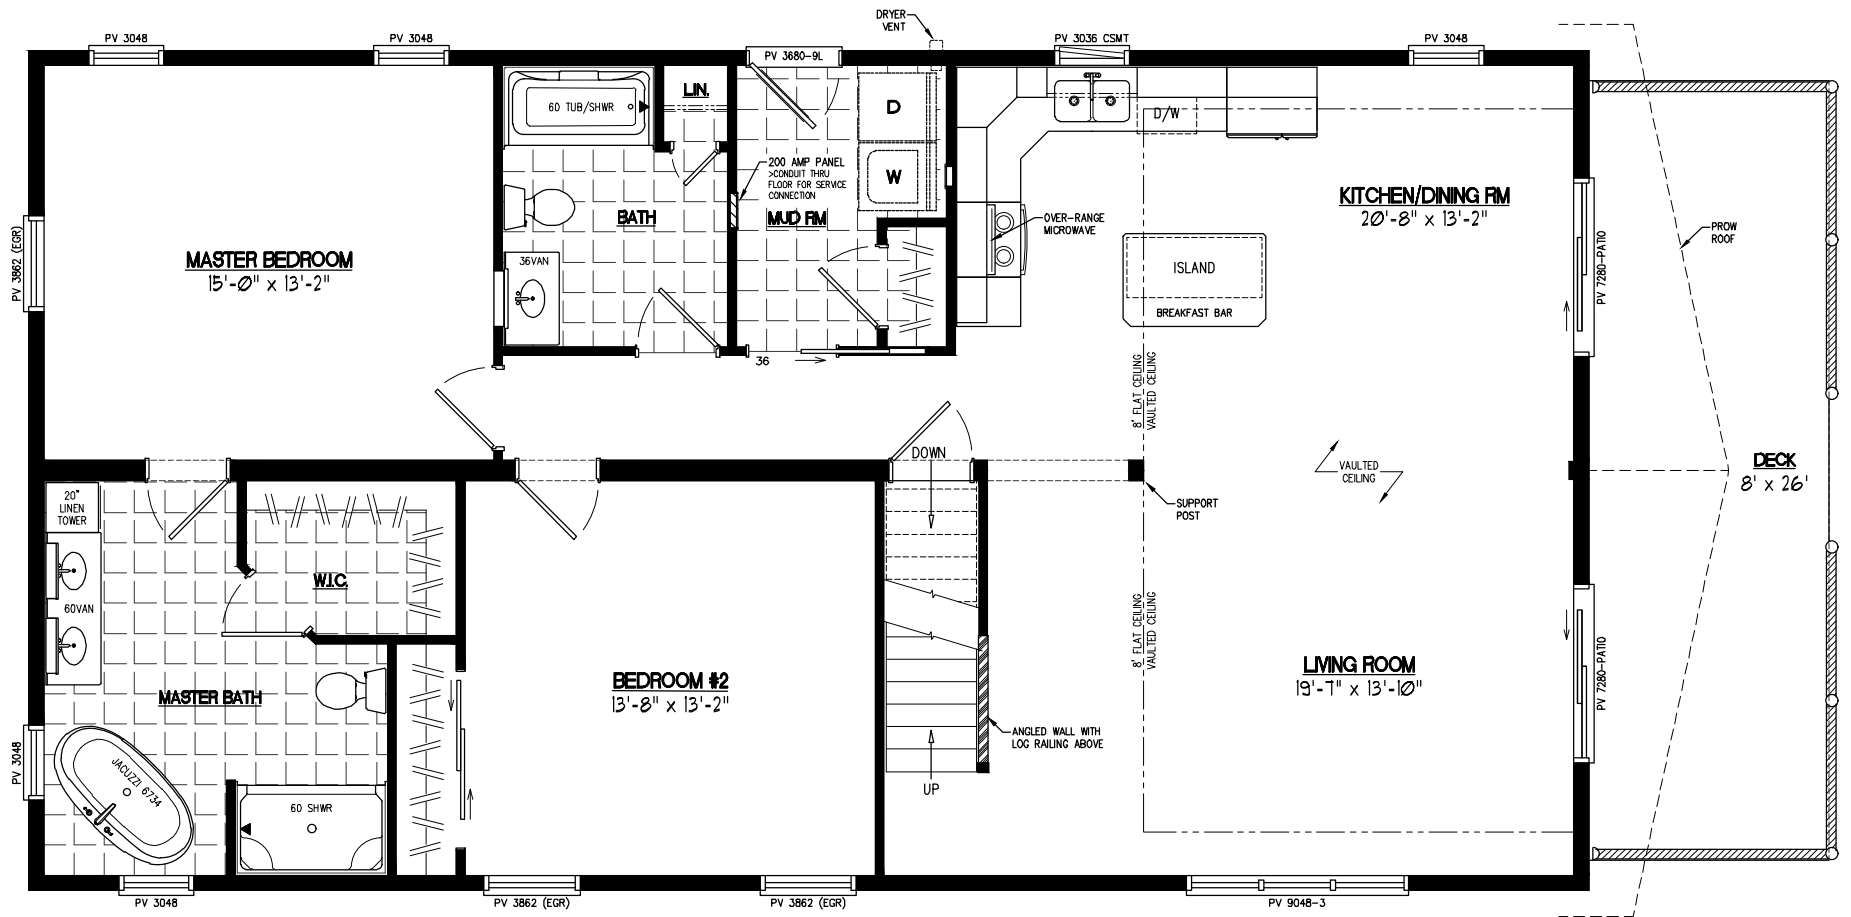 DRYER
VENT
PV 3048
PV 3048
PV 3680-9L
PV 3036 CSMT
PV 3048
60 TUB/SHWR
LIN.
D
W
D/W
200 AMP PANEL
>CONDUIT THRU
FLOOR FOR SERVICE
CONNECTION
BATH
MUD RM
OVER-RANGE
MICROWAVE
KITCHEN/DINING RM
20'-8" x 13'-2"
PROW
ROOF
PV 3862 (EGR)
MASTER BEDROOM
15'-0" x 13'-2"
36VAN
ISLAND
BREAKFAST BAR
PV 7280-PATIO
36
8' FLAT CEILING
VAULTED CEILING
DOWN
VAULTED
CEILING
DECK
8' x 26'
SUPPORT
POST
20"
LINEN
TOWER
60VAN
W.I.C.
8' FLAT CEILING
VAULTED CEILING
MASTER BATH
BEDROOM #2
13'-8" x 13'-2"
LIVING ROOM
19'-7" x 13'-10"
PV 7280-PATIO
ANGLED WALL WITH
LOG RAILING ABOVE
PV 3048
JACUZZI 6734
60 SHWR
UP
PV 3048
PV 3862 (EGR)
PV 3862 (EGR)
PV 9048-3